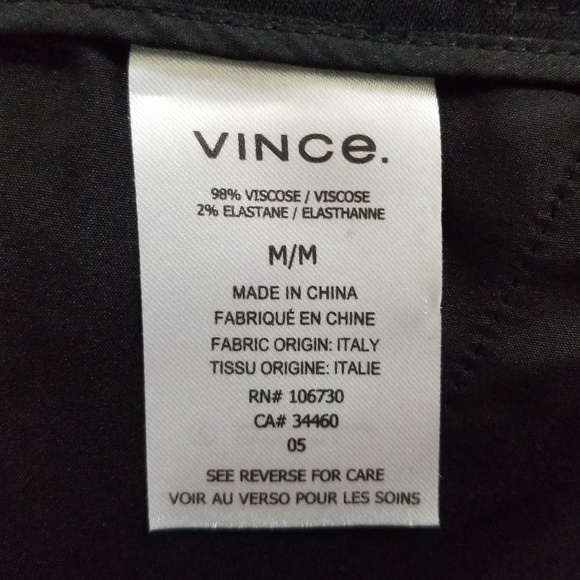 VINCe.
98% VISCOSE / VISCOSE
2% ELASTANE / ELASTHANNE
M/M
MADE IN CHINA
FABRIQUÉ EN CHINE
FABRIC ORIGIN: ITALY
TISSU ORIGINE: ITALIE
RN# 106730
CA# 34460
05
SEE REVERSE FOR CARE
VOIR AU VERSO POUR LES SOINS